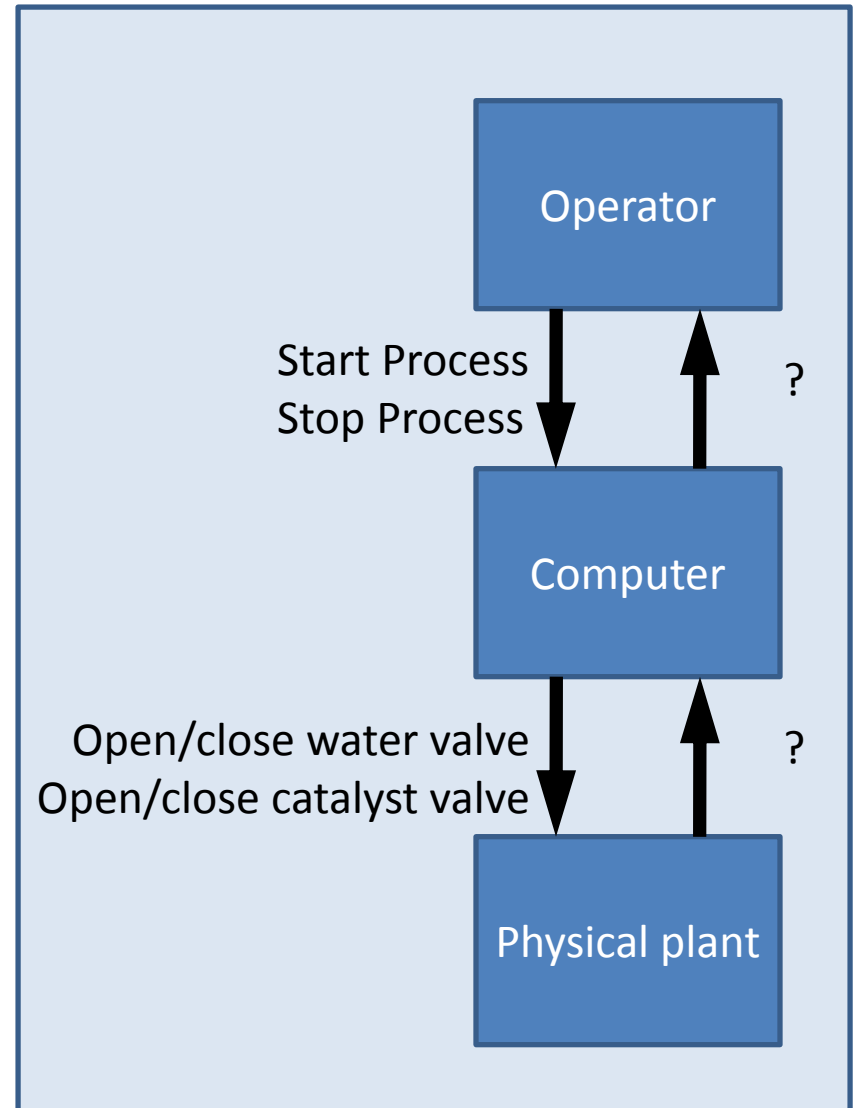 Operator
Start Process
Stop Process
?
Computer
Open/close water valve
Open/close catalyst valve
?
Physical plant